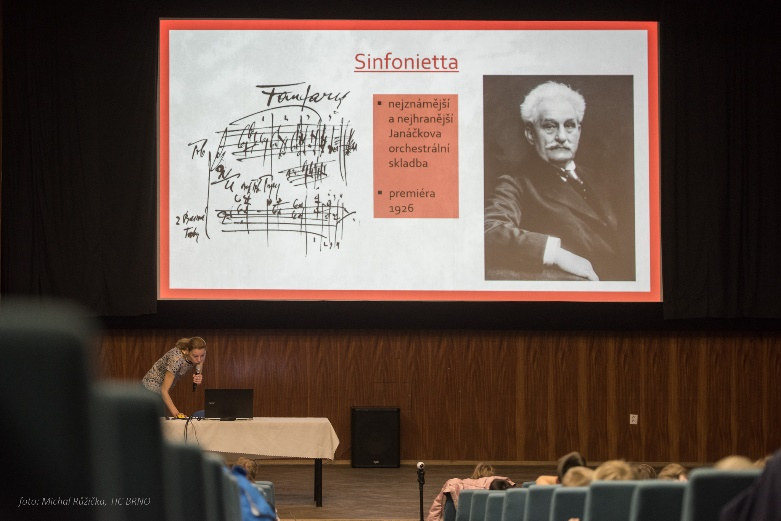 Sinfonietta
Fanfary
▪ nejznámější
a nejhranější
Janáčkova
orchestrální
skladba
▪ premiéra
1926
foto: Michal Růžička, TIC BRNO